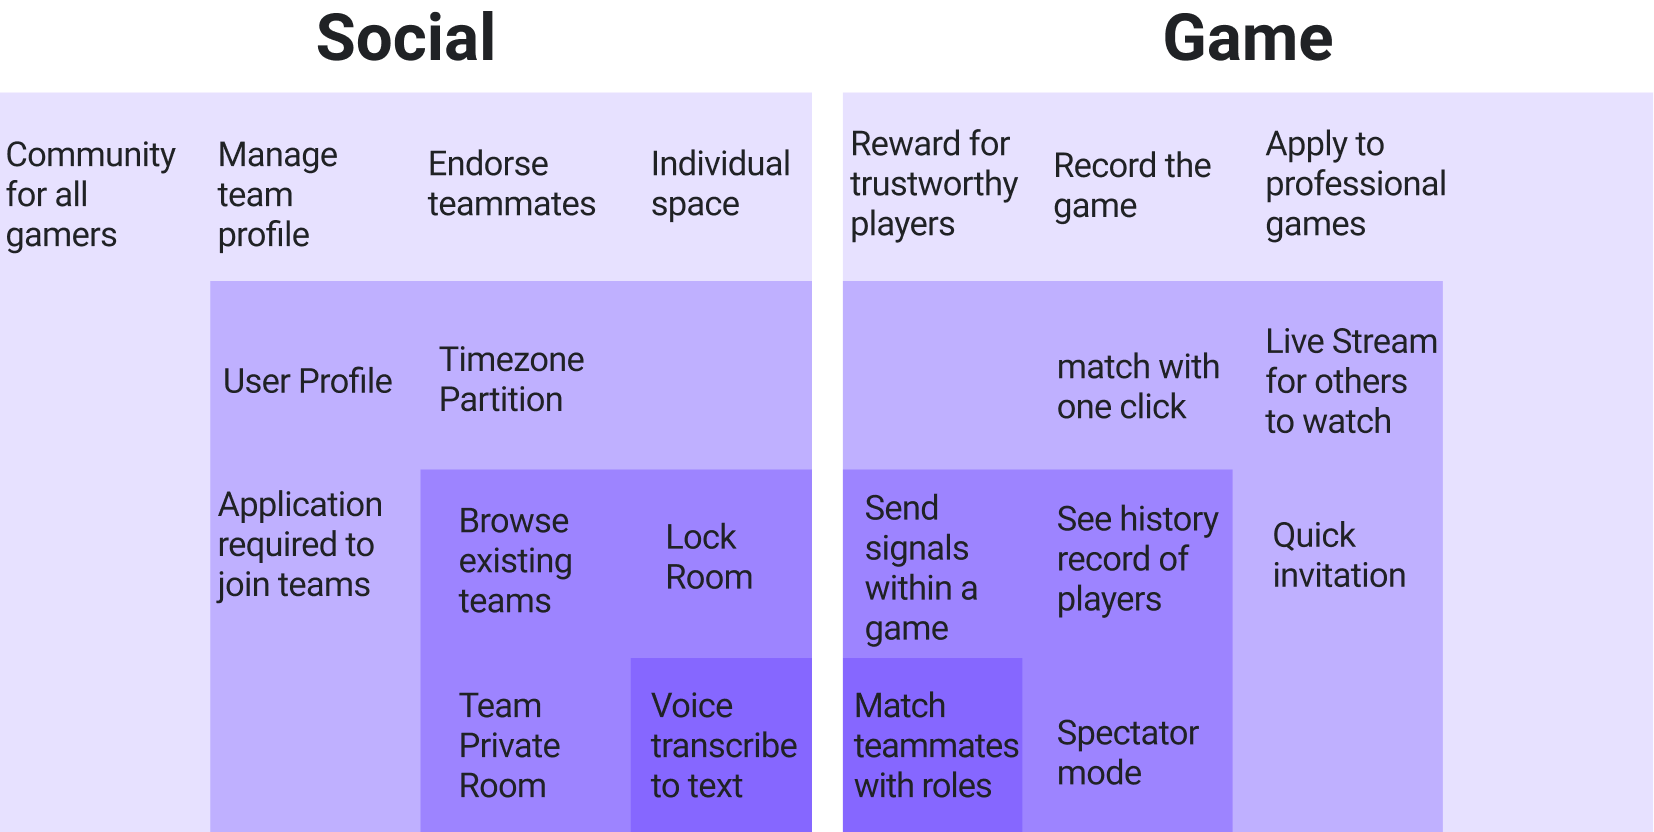 Social
Game
Community
for all
gamers
Manage
team
profile
Endorse
teammates
Individual
space
Reward for
trustworthy
players
Record the
game
Apply to
professional
games
User Profile
Timezone
Partition
match with
one click
Live Stream
for others
to watch
Application
required to
join teams
Browse
existing
teams
Lock
Room
Send
signals
within a
game
See history
record of
players
Quick
invitation
Team
Private
Room
Voice
transcribe
to text
Match
teammates
with roles
Spectator
mode